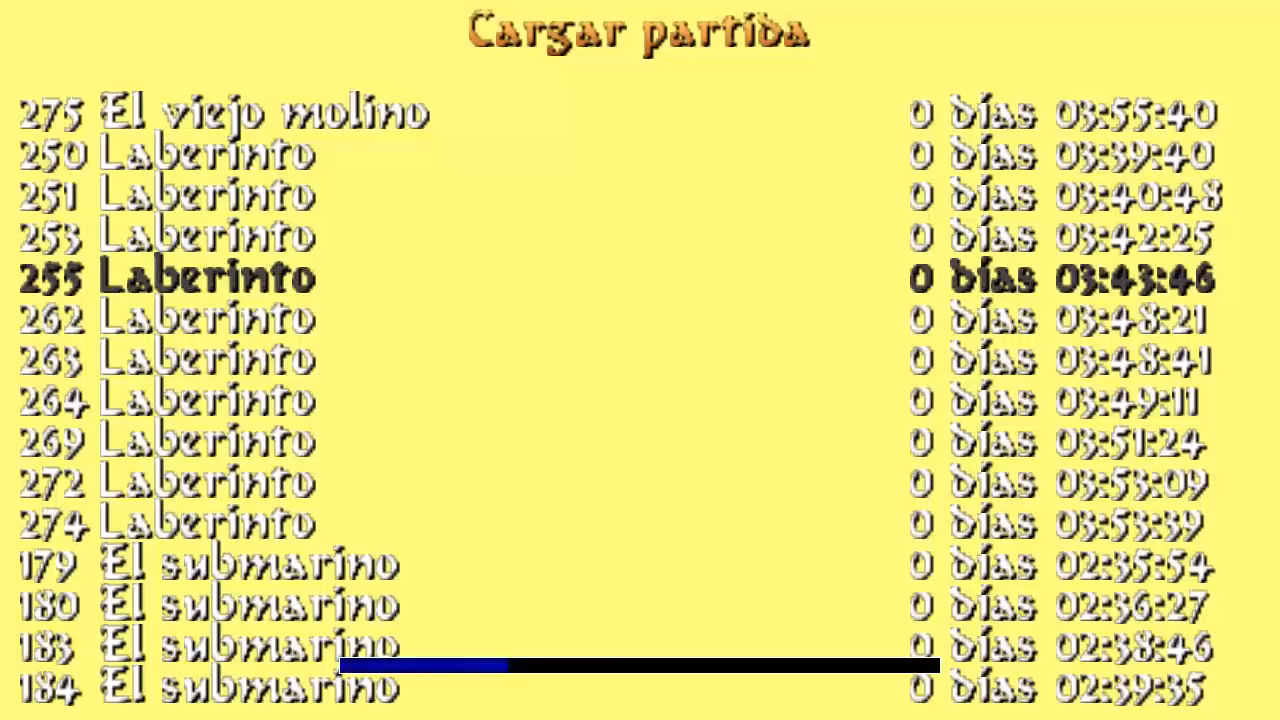 Cargar partida
275 El viejo molino 0 días 03:55:40
250 Laberinto 0 días 03:39:40
251 Laberinto 0 días 03:40:48
253 Laberinto 0 días 03:42:25
255 Laberinto 0 días 03:43:46
262 Laberinto 0 días 03:48:21
263 Laberinto 0 días 03:48:41
264 Laberinto 0 días 03:49:11
269 Laberinto 0 días 03:51:24
272 Laberinto 0 días 03:53:09
274 Laberinto 0 días 03:53:39
179 El submarino 0 días 02:35:54
180 El submarino 0 días 02:36:27
183 El submarino 0 días 02:38:46
184 El submarino 0 días 02:39:35